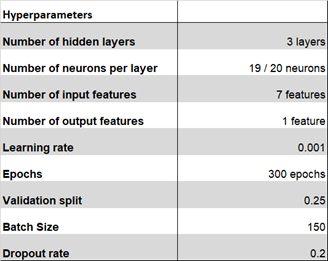 Hyperparameters
Number of hidden layers 3 layers
Number of neurons per layer 19 / 20 neurons
Number of input features 7 features
Number of output features 1 feature
Learning rate 0.001
Epochs 300 epochs
Validation split 0.25
Batch Size 150
Dropout rate 0.2